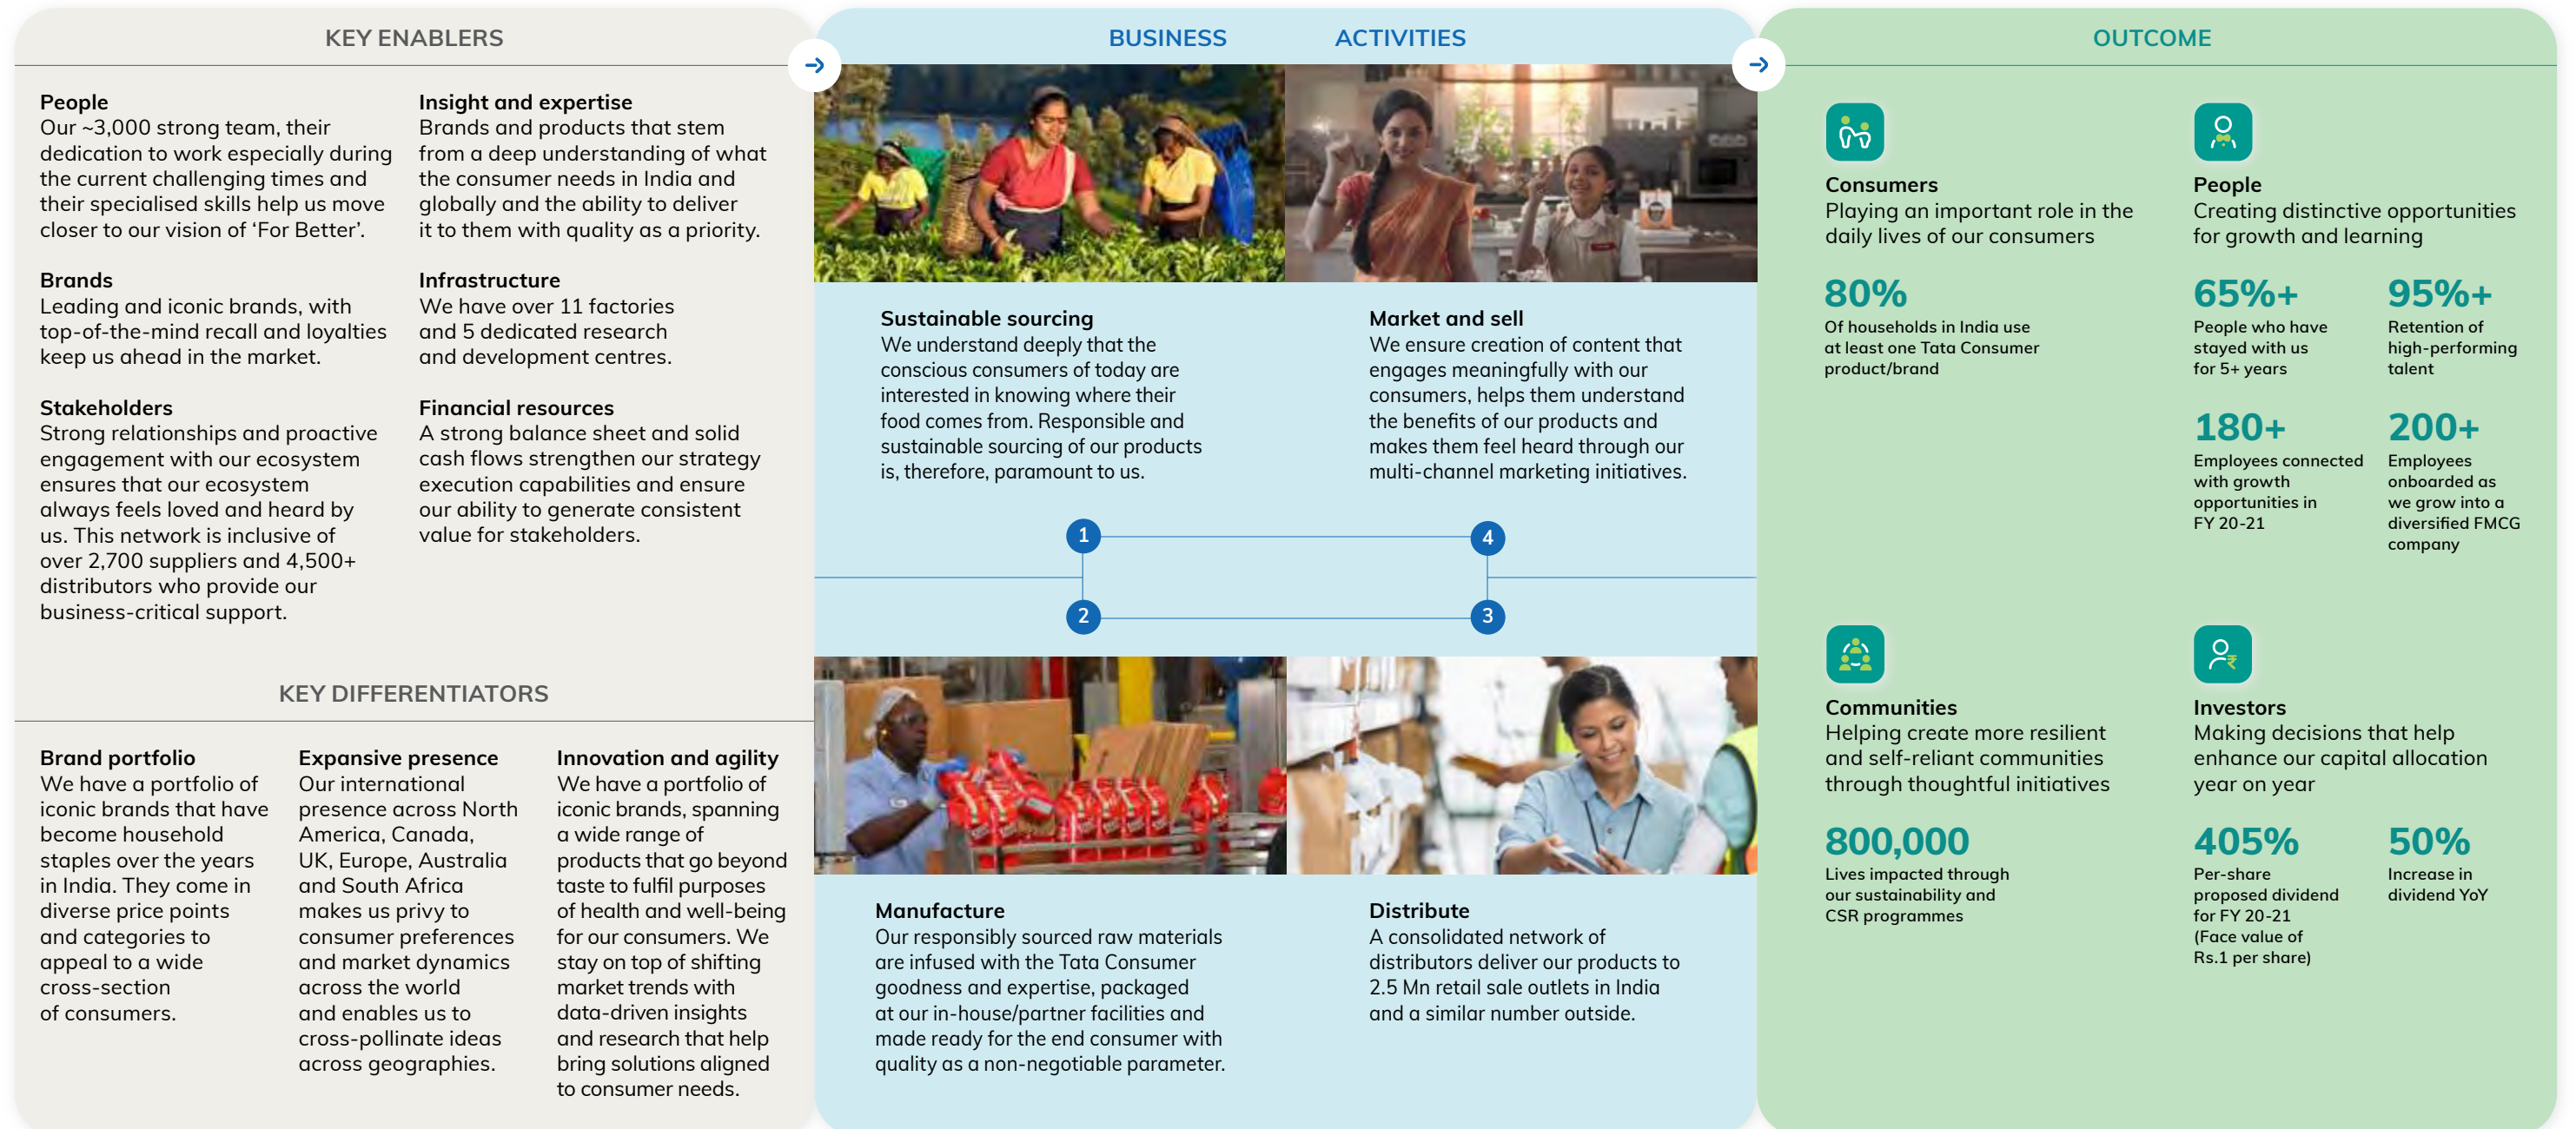 KEY ENABLERS
People
Our ~3,000 strong team, their
dedication to work especially during
the current challenging times and
their specialised skills help us move
closer to our vision of ‘For Better’.
Brands
Leading and iconic brands, with
top-of-the-mind recall and loyalties
keep us ahead in the market.
Stakeholders
Strong relationships and proactive
engagement with our ecosystem
ensures that our ecosystem
always feels loved and heard by
us. This network is inclusive of
over 2,700 suppliers and 4,500+
distributors who provide our
business-critical support.
Insight and expertise
Brands and products that stem
from a deep understanding of what
the consumer needs in India and
globally and the ability to deliver
it to them with quality as a priority.
Infrastructure
We have over 11 factories
and 5 dedicated research
and development centres.
Financial resources
A strong balance sheet and solid
cash flows strengthen our strategy
execution capabilities and ensure
our ability to generate consistent
value for stakeholders.
KEY DIFFERENTIATORS
Brand portfolio
We have a portfolio of
iconic brands that have
become household
staples over the years
in India. They come in
diverse price points
and categories to
appeal to a wide
cross-section
of consumers.
Expansive presence
Our international
presence across North
America, Canada,
UK, Europe, Australia
and South Africa
makes us privy to
consumer preferences
and market dynamics
across the world
and enables us to
cross-pollinate ideas
across geographies.
Innovation and agility
We have a portfolio of
iconic brands, spanning
a wide range of
products that go beyond
taste to fulfil purposes
of health and well-being
for our consumers. We
stay on top of shifting
market trends with
data-driven insights
and research that help
bring solutions aligned
to consumer needs.
BUSINESS ACTIVITIES
Sustainable sourcing
We understand deeply that the
conscious consumers of today are
interested in knowing where their
food comes from. Responsible and
sustainable sourcing of our products
is, therefore, paramount to us.
Market and sell
We ensure creation of content that
engages meaningfully with our
consumers, helps them understand
the benefits of our products and
makes them feel heard through our
multi-channel marketing initiatives.
1
4
2
3
Manufacture
Our responsibly sourced raw materials
are infused with the Tata Consumer
goodness and expertise, packaged
at our in-house/partner facilities and
made ready for the end consumer with
quality as a non-negotiable parameter.
Distribute
A consolidated network of
distributors deliver our products to
2.5 Mn retail sale outlets in India
and a similar number outside.
OUTCOME
Consumers
Playing an important role in the
daily lives of our consumers
80%
Of households in India use
at least one Tata Consumer
product/brand
People
Creating distinctive opportunities
for growth and learning
65%+
People who have
stayed with us
for 5+ years
95%+
Retention of
high-performing
talent
180+
Employees connected
with growth
opportunities in
FY 20-21
200+
Employees
onboarded as
we grow into a
diversified FMCG
company
Communities
Helping create more resilient
and self-reliant communities
through thoughtful initiatives
800,000
Lives impacted through
our sustainability and
CSR programmes
Investors
Making decisions that help
enhance our capital allocation
year on year
405%
Per-share
proposed dividend
for FY 20-21
(Face value of
Rs.1 per share)
50%
Increase in
dividend YoY